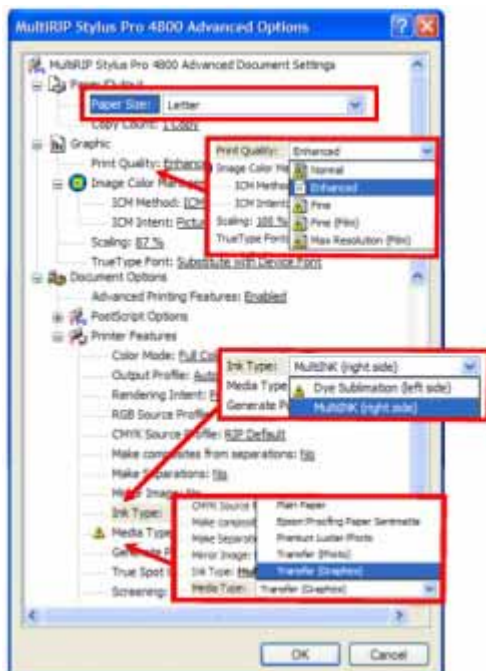 MultiRIP Stylus Pro 4800 Advanced Options
MultiRIP Stylus Pro 4800 Advanced Document Settings
Paper/Output
Paper Size: Letter
Copy Count: 1 Copy
Graphic
Print Quality: Enhanced
Print Quality: Enhanced
Normal
Enhanced
Fine
Fine (Film)
Max Resolution (Film)
Image Color
ICM Method: ICM
ICM Intent:
Scaling: 87 %
Image Color
ICM Method
ICM Intent
Scaling: 100 %
TrueType Font
TrueType Font: Substitute with Device Font
Document Options
Advanced Printing Features: Enabled
PostScript Options
Printer Features
Color Mode: Full
Output Profile:
Rendering Intent:
RGB Source Profile
CMYK Source Profile: RIP Default
Ink Type: MultiINK (right side)
Media Type
Dye Sublimation (left side)
Generate
MultiINK (right side)
Make composites from separations: No
Make Separations: No
Mirror Image: No
Ink Type:
Media Type
True Spot
Screening:
CMYK Source
Make
Make
Mirror Image:
Ink Type:
Media Type: Transfer (Graphics)
Plain Paper
Epson Proofing Paper Semimatte
Premium Luster Photo
Transfer (Photo)
Transfer (Graphics)
OK Cancel